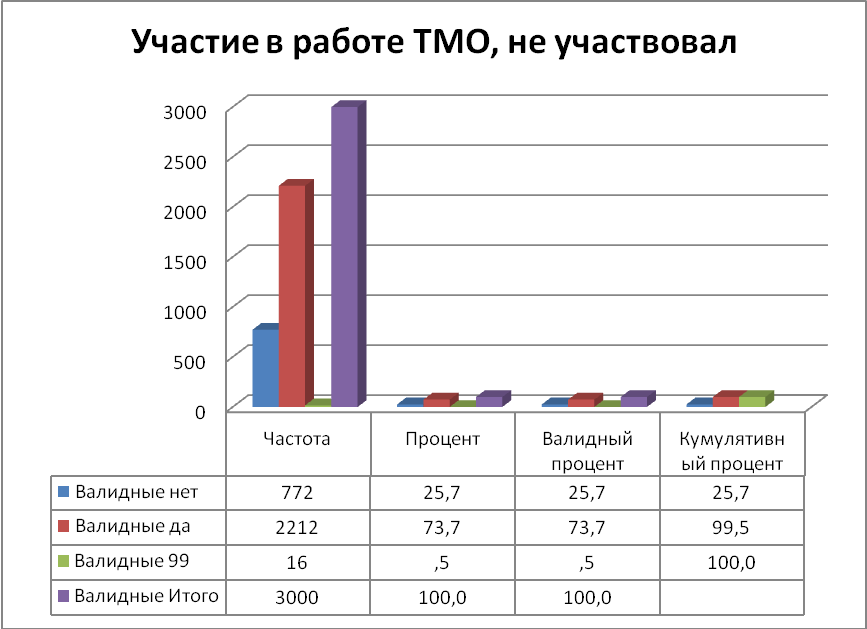 Участие в работе ТМО, не участвовал
3000
2500
2000
1500
1000
500
0
Частота Процент Валидный процент Кумулятивн ый процент
Валидные нет 772 25,7 25,7 25,7
Валидные да 2212 73,7 73,7 99,5
Валидные 99 16 ,5 ,5 100,0
Валидные Итого 3000 100,0 100,0